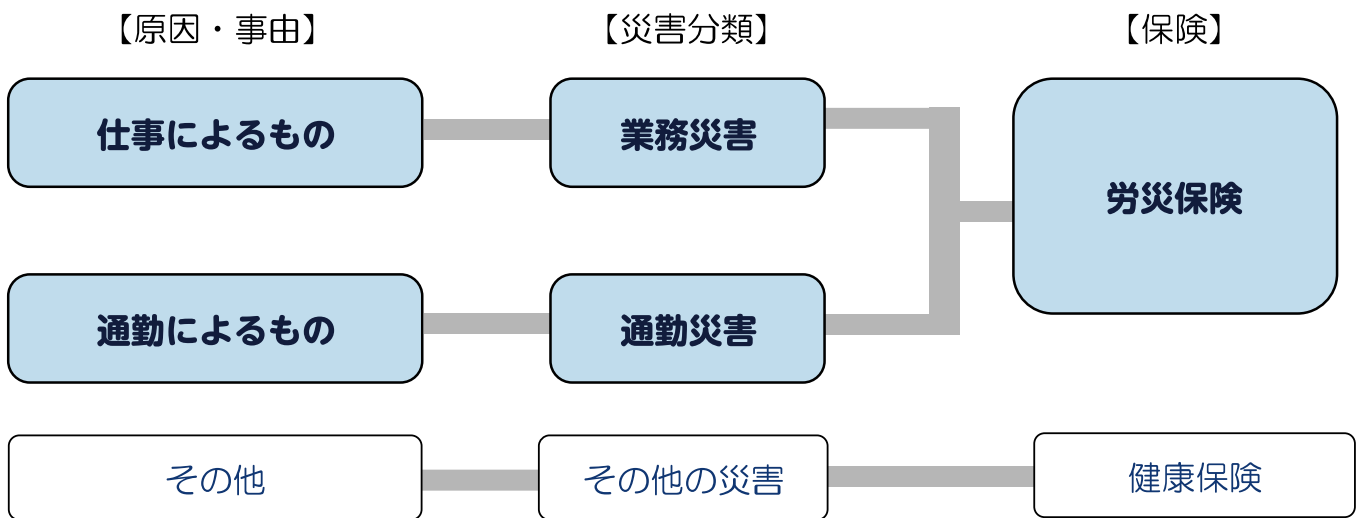 【原因・事由】
【災害分類】
【保険】
仕事によるもの
業務災害
労災保険
通勤によるもの
通勤災害
その他
その他の災害
健康保険